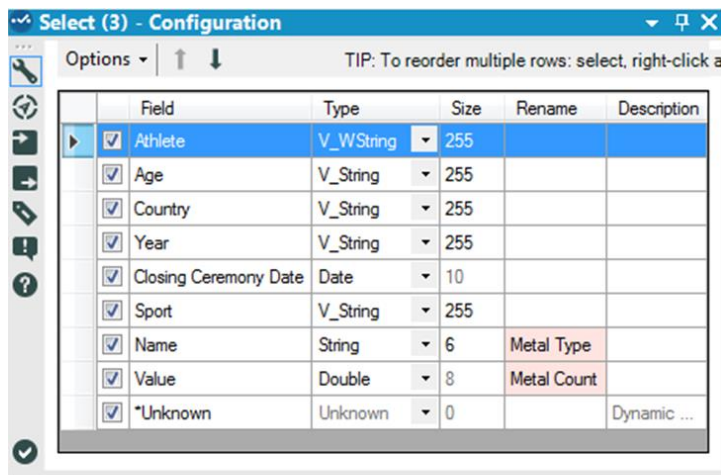 Select (3) - Configuration
Options TIP: To reorder multiple rows: select, right-click a
Field Type Size Rename Description
Athlete V_WString 255
Age V_String 255
Country V_String 255
Year V_String 255
Closing Ceremony Date Date 10
Sport V_String 255
Name String 6 Metal Type
Value Double 8 Metal Count
*Unknown Unknown 0 Dynamic ...